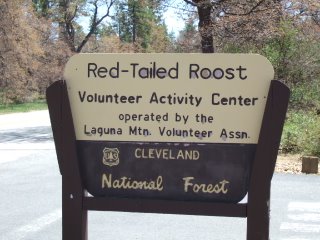 Red-Tailed Roost
Volunteer Activity Center
operated by the
Laguna Mtn. Volunteer Assn.
CLEVELAND
National Forest